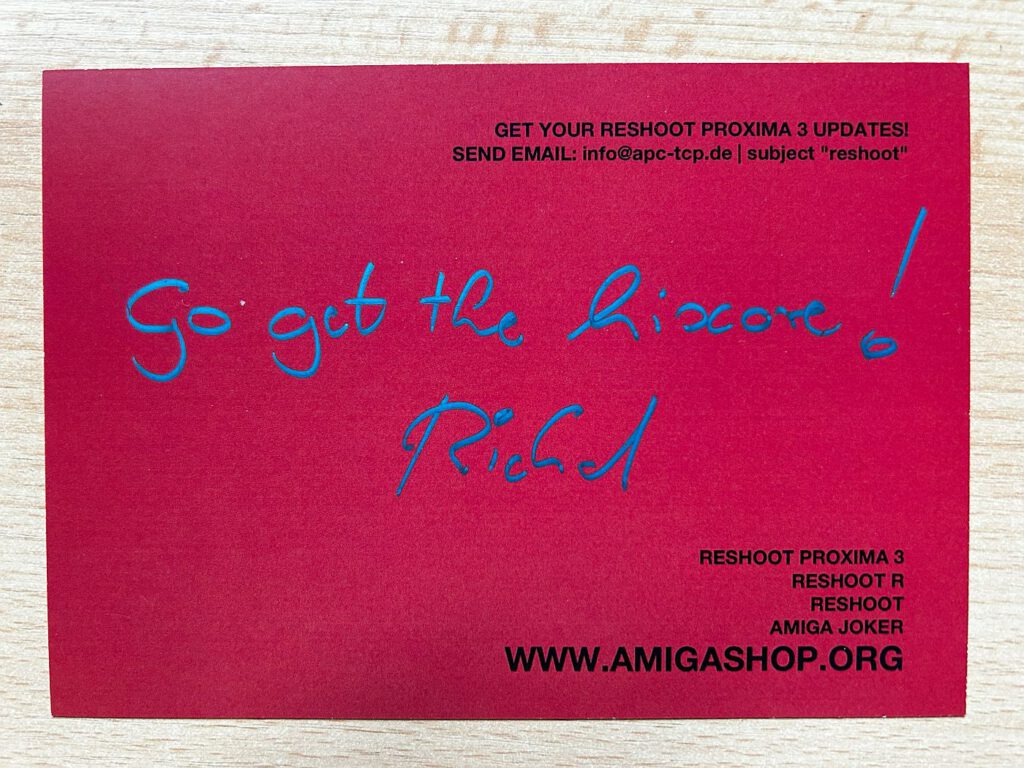 GET YOUR RESHOOT PROXIMA 3 UPDATES!
SEND EMAIL: info@apc-tcp.de | subject "reshoot"
Go get the hiscore!
RESHOOT PROXIMA 3
RESHOOT R
RESHOOT
AMIGA JOKER
WWW.AMIGASHOP.ORG